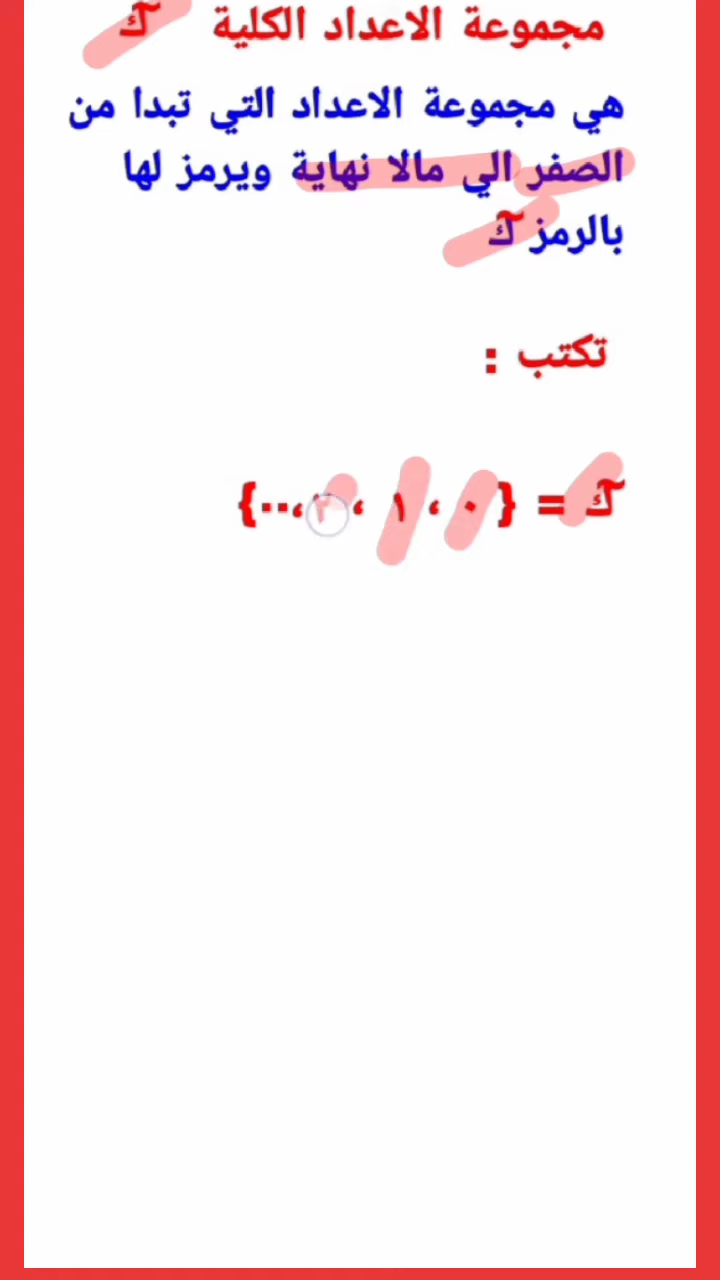 مجموعة الاعداد الكلية ك~
هي مجموعة الاعداد التي تبدا من
الصفر الي مالا نهاية ويرمز لها
بالرمز ك~
تكتب :
ك~ = { ٠ ، ١ ، ٢ ،..}